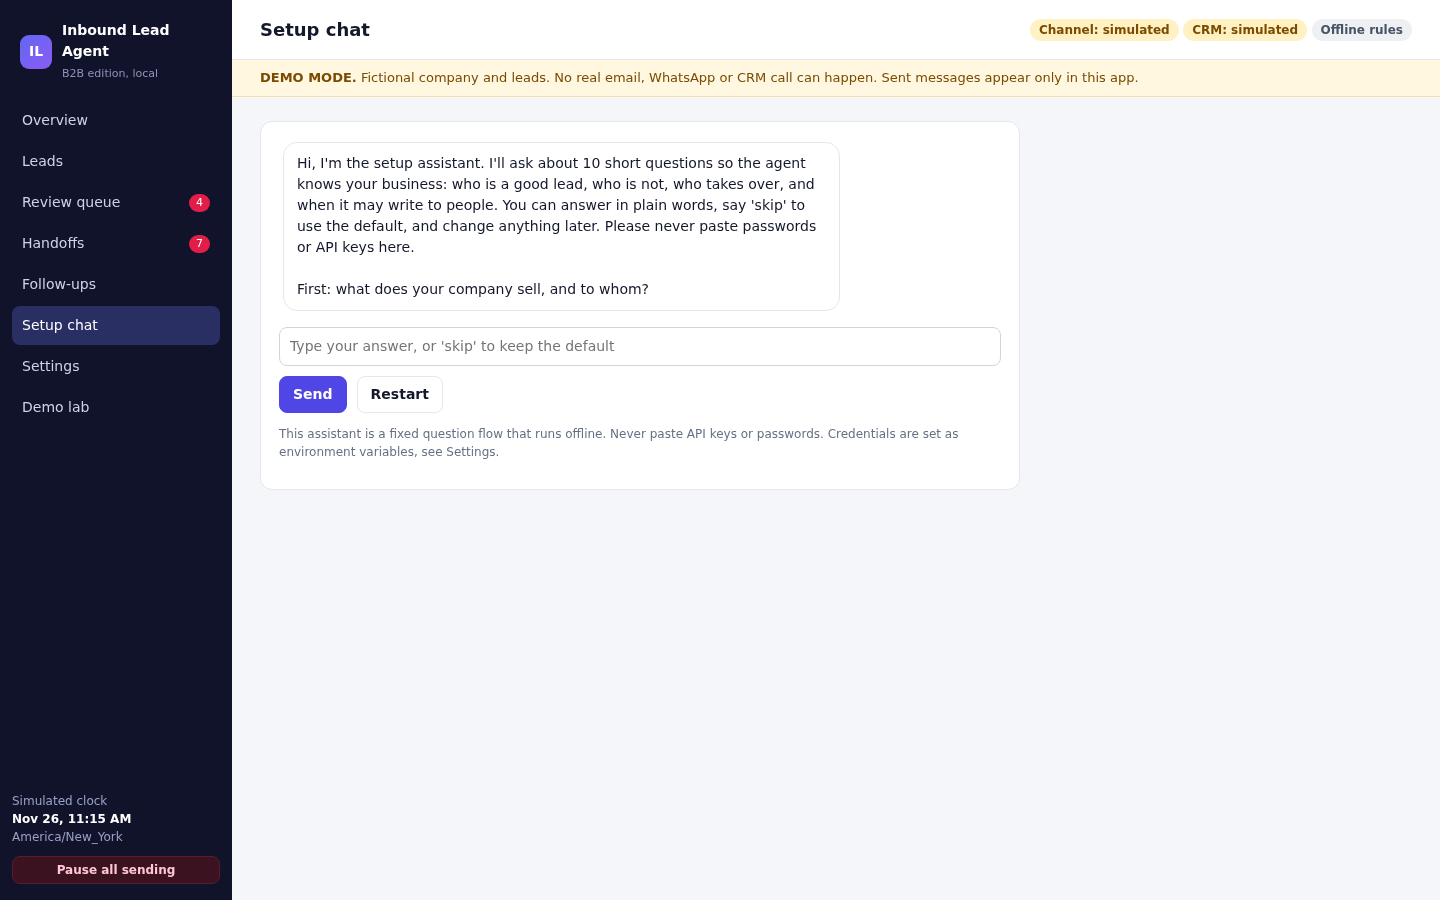 IL
Inbound Lead
Agent
B2B edition, local
Overview
Leads
Review queue
4
Handoffs
7
Follow-ups
Setup chat
Settings
Demo lab
Simulated clock
Nov 26, 11:15 AM
America/New_York
Pause all sending
Setup chat
Channel: simulated
CRM: simulated
Offline rules
DEMO MODE. Fictional company and leads. No real email, WhatsApp or CRM call can happen. Sent messages appear only in this app.
Hi, I'm the setup assistant. I'll ask about 10 short questions so the agent
knows your business: who is a good lead, who is not, who takes over, and
when it may write to people. You can answer in plain words, say 'skip' to
use the default, and change anything later. Please never paste passwords
or API keys here.
First: what does your company sell, and to whom?
Type your answer, or 'skip' to keep the default
Send
Restart
This assistant is a fixed question flow that runs offline. Never paste API keys or passwords. Credentials are set as
environment variables, see Settings.